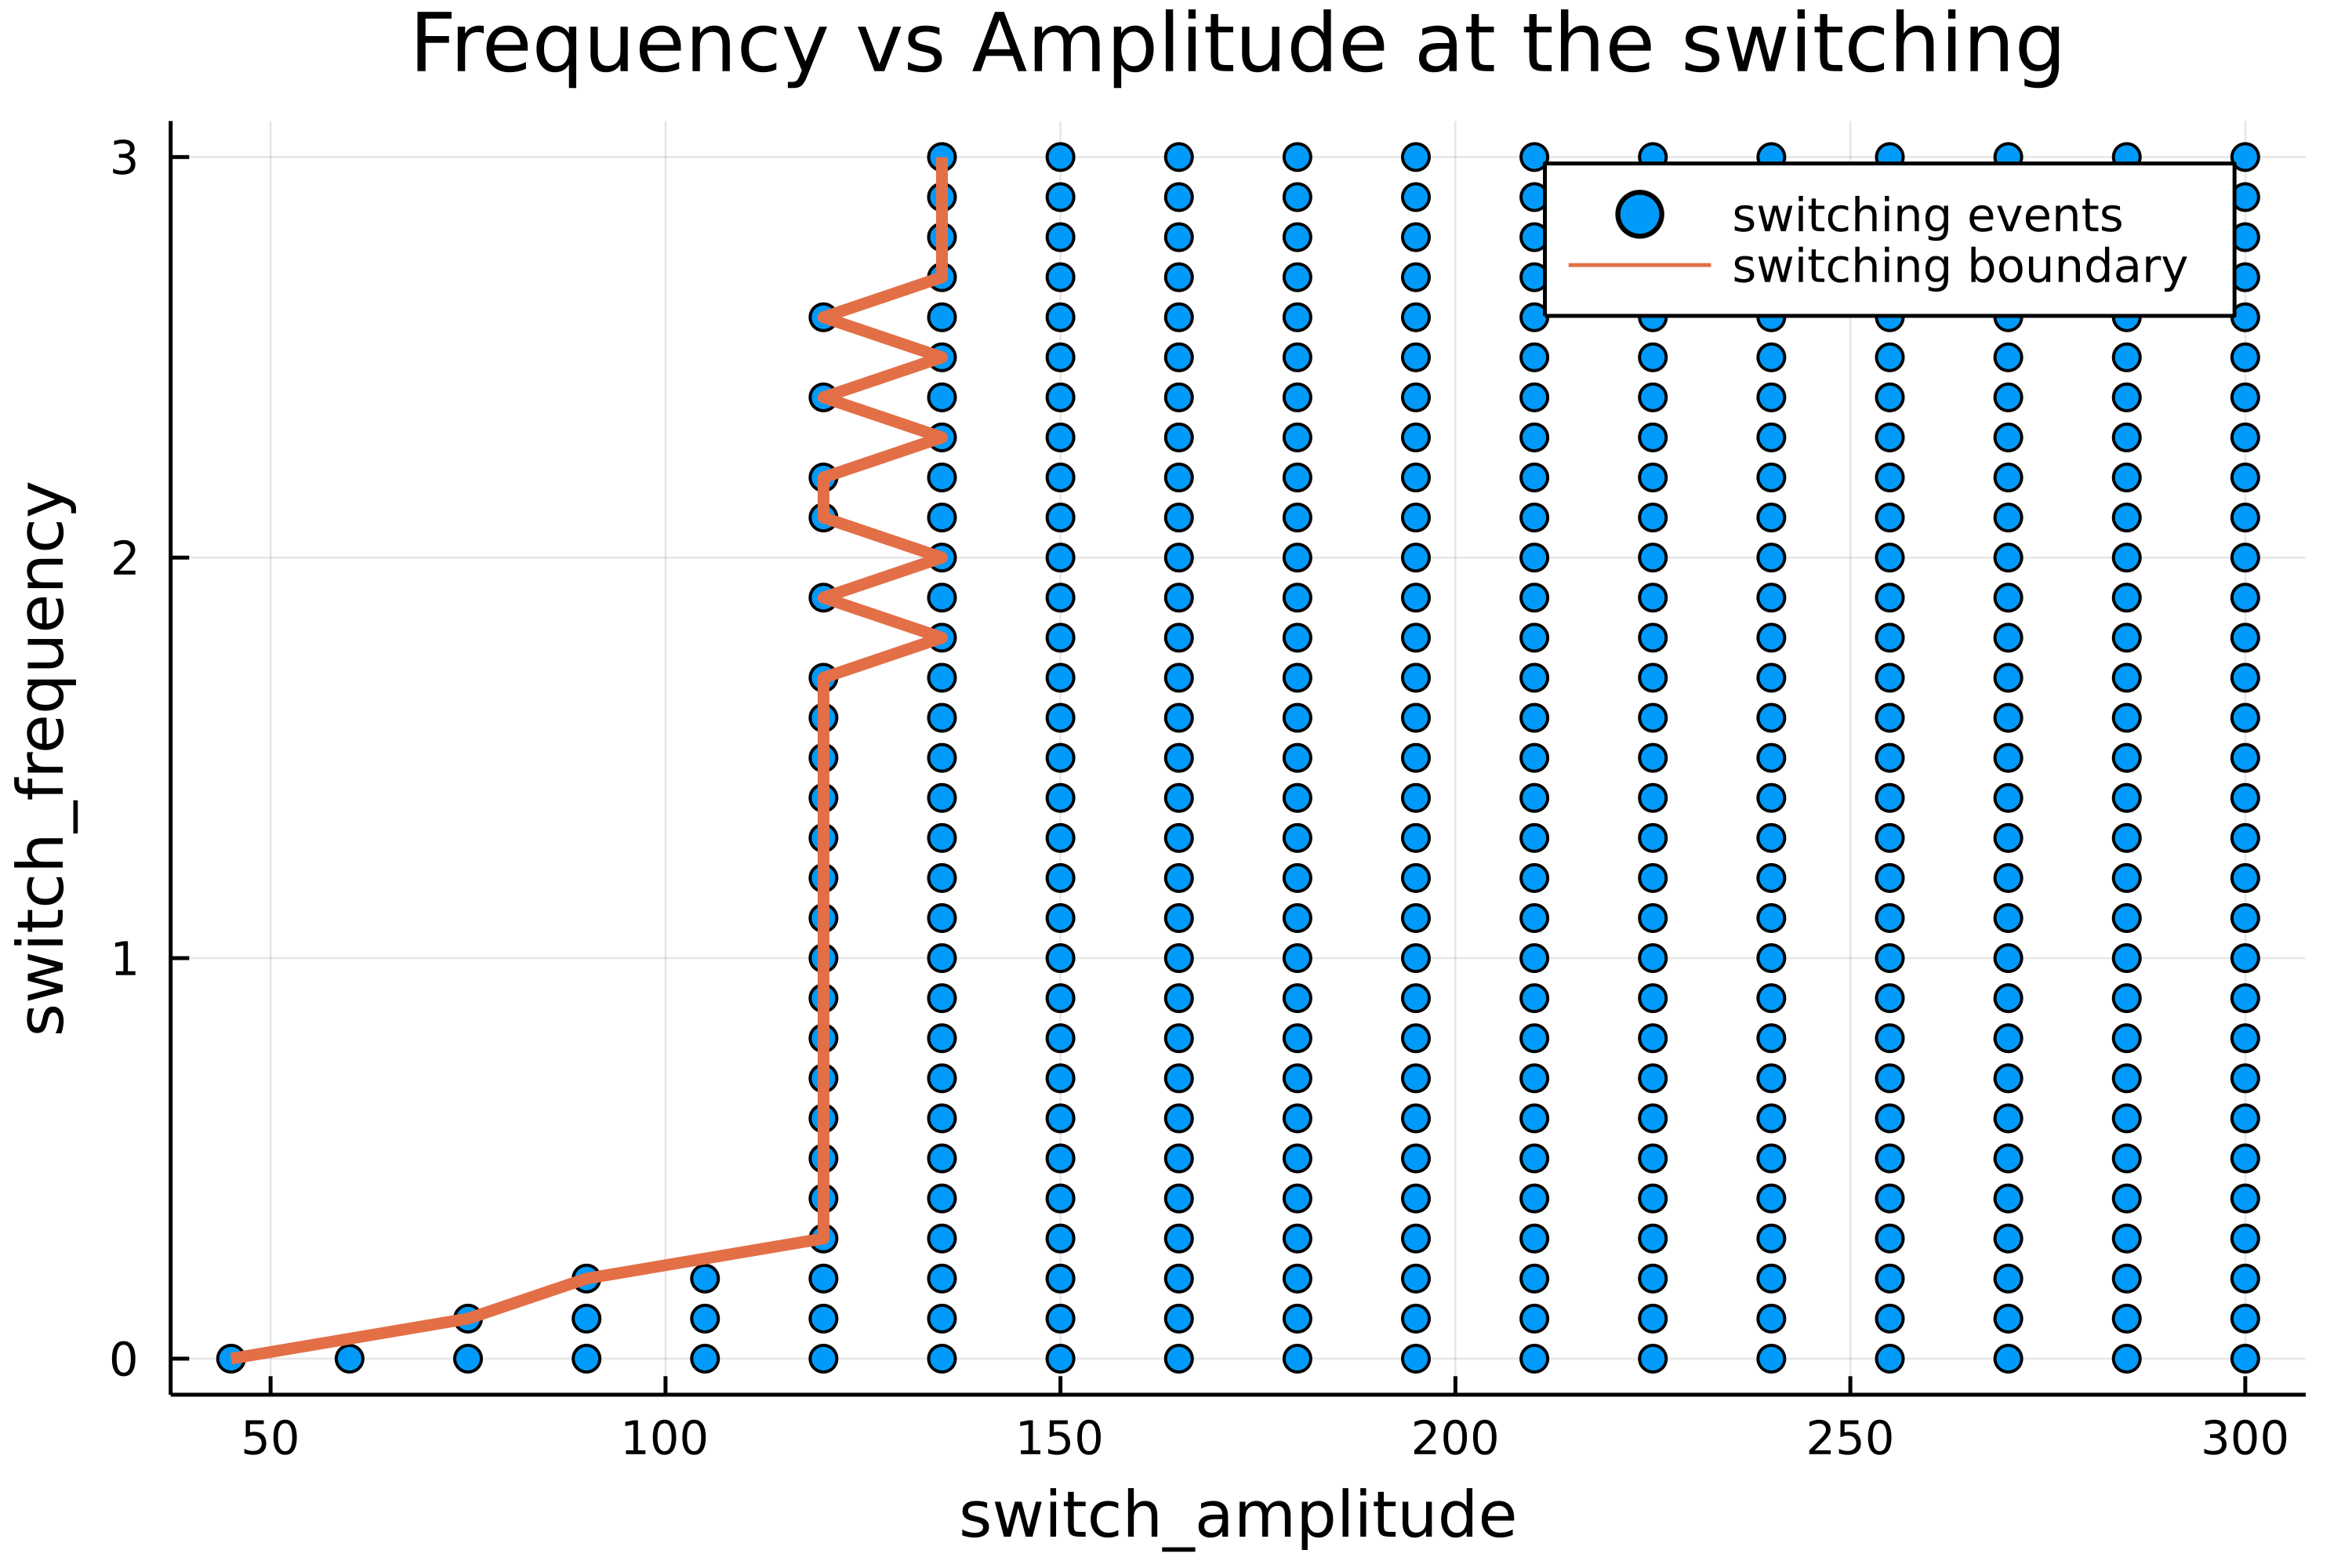 Frequency vs Amplitude at the switching
3
2
1
0
switch_frequency
switching events
switching boundary
50 100 150 200 250 300
switch_amplitude